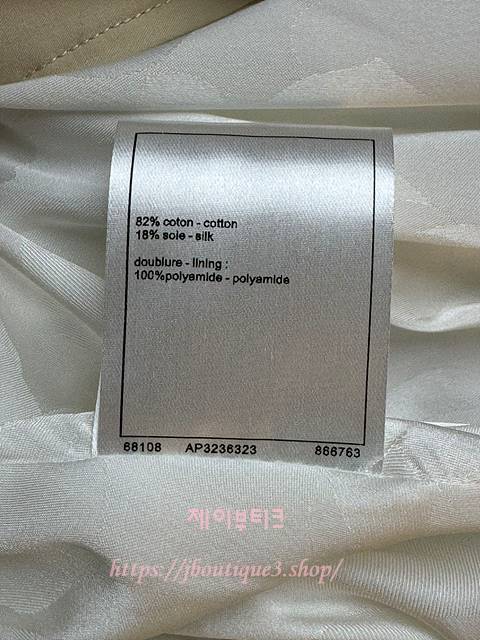 82% coton - cotton
18% soie - silk
doublure - lining :
100%polyamide - polyamide
68108 AP3236323 866763
제이부티크
https://jboutique3.shop/